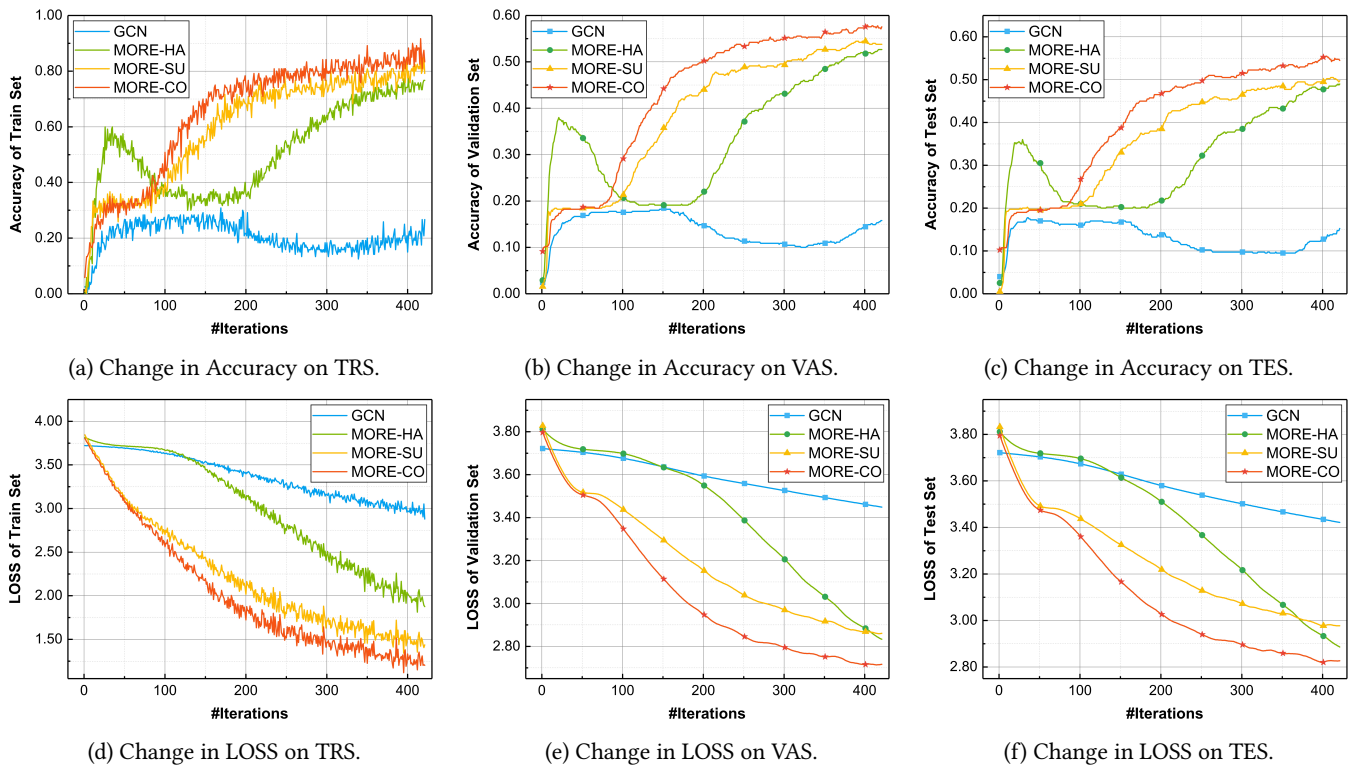 1.00
0.80
0.60
0.40
0.20
0.00
0
100
200
300
400
Accuracy of Train Set
#Iterations
GCN
MORE-HA
MORE-SU
MORE-CO
(a) Change in Accuracy on TRS.
0.60
0.50
0.40
0.30
0.20
0.10
0.00
0
100
200
300
400
Accuracy of Validation Set
#Iterations
GCN
MORE-HA
MORE-SU
MORE-CO
(b) Change in Accuracy on VAS.
0.60
0.50
0.40
0.30
0.20
0.10
0.00
0
100
200
300
400
Accuracy of Test Set
#Iterations
GCN
MORE-HA
MORE-SU
MORE-CO
(c) Change in Accuracy on TES.
4.00
3.50
3.00
2.50
2.00
1.50
0
100
200
300
400
LOSS of Train Set
#Iterations
GCN
MORE-HA
MORE-SU
MORE-CO
(d) Change in LOSS on TRS.
3.80
3.60
3.40
3.20
3.00
2.80
0
100
200
300
400
LOSS of Validation Set
#Iterations
GCN
MORE-HA
MORE-SU
MORE-CO
(e) Change in LOSS on VAS.
3.80
3.60
3.40
3.20
3.00
2.80
0
100
200
300
400
LOSS of Test Set
#Iterations
GCN
MORE-HA
MORE-SU
MORE-CO
(f) Change in LOSS on TES.